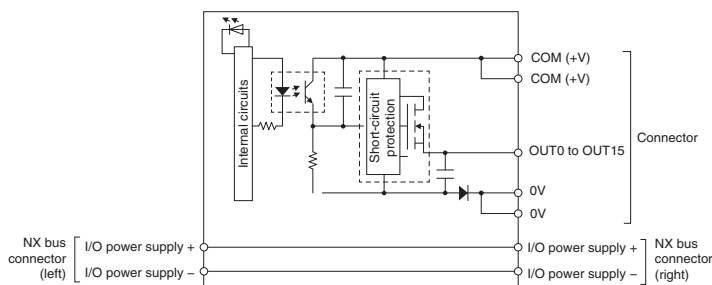 Internal circuits
Short-circuit
protection
COM (+V)
COM (+V)
OUT0 to OUT15
0V
0V
Connector
NX bus
connector
(left)
I/O power supply +
I/O power supply –
I/O power supply +
I/O power supply –
NX bus
connector
(right)